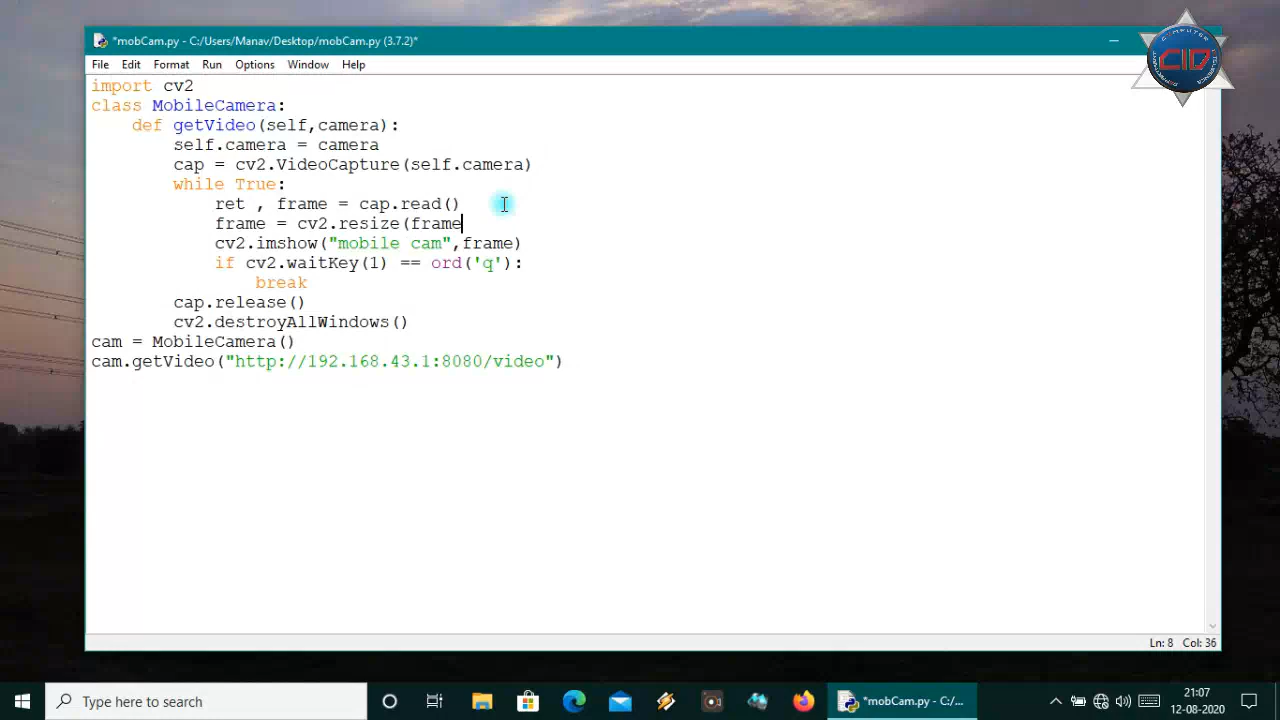 *mobCam.py - C:/Users/Manav/Desktop/mobCam.py (3.7.2)*
File Edit Format Run Options Window Help
import cv2
class MobileCamera:
    def getVideo(self,camera):
        self.camera = camera
        cap = cv2.VideoCapture(self.camera)
        while True:
            ret , frame = cap.read()
            frame = cv2.resize(frame
            cv2.imshow("mobile cam",frame)
            if cv2.waitKey(1) == ord('q'):
                break
        cap.release()
        cv2.destroyAllWindows()
cam = MobileCamera()
cam.getVideo("http://192.168.43.1:8080/video")
COMPUTER
CID
Ln: 8 Col: 36
Type here to search
*mobCam.py - C:/...
21:07
12-08-2020